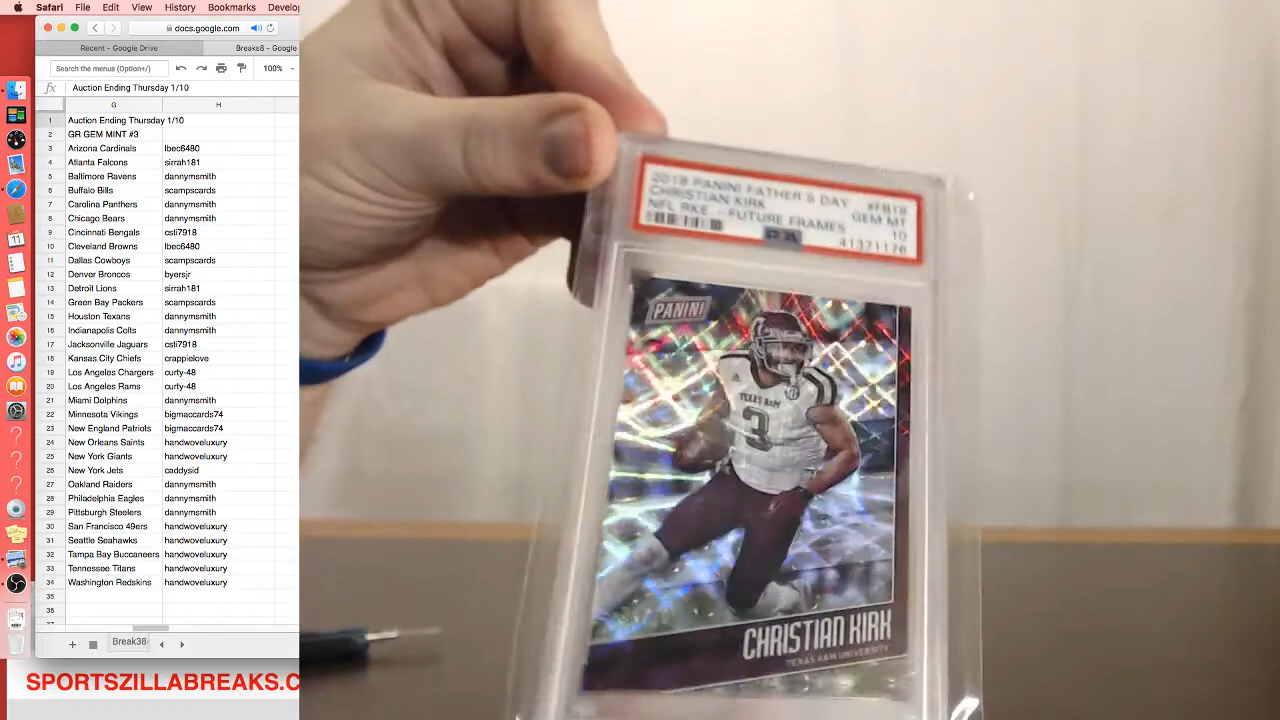 Safari File Edit View History Bookmarks Develo
docs.google.com
Recent - Google Drive
Breaks8 - Google
Search the menus (Option+/)
100%
fx Auction Ending Thursday 1/10
G H
1 Auction Ending Thursday 1/10
2 GR GEM MINT #3
3 Arizona Cardinals lbec6480
4 Atlanta Falcons sirrah181
5 Baltimore Ravens dannymsmith
6 Buffalo Bills scampscards
7 Carolina Panthers dannymsmith
8 Chicago Bears dannymsmith
9 Cincinnati Bengals csti7918
10 Cleveland Browns lbec6480
11 Dallas Cowboys scampscards
12 Denver Broncos byersjr
13 Detroit Lions sirrah181
14 Green Bay Packers scampscards
15 Houston Texans dannymsmith
16 Indianapolis Colts dannymsmith
17 Jacksonville Jaguars csti7918
18 Kansas City Chiefs crappielove
19 Los Angeles Chargers curty-48
20 Los Angeles Rams curty-48
21 Miami Dolphins dannymsmith
22 Minnesota Vikings bigmaccards74
23 New England Patriots bigmaccards74
24 New Orleans Saints handwoveluxury
25 New York Giants handwoveluxury
26 New York Jets caddysid
27 Oakland Raiders dannymsmith
28 Philadelphia Eagles dannymsmith
29 Pittsburgh Steelers dannymsmith
30 San Francisco 49ers handwoveluxury
31 Seattle Seahawks handwoveluxury
32 Tampa Bay Buccaneers handwoveluxury
33 Tennessee Titans handwoveluxury
34 Washington Redskins handwoveluxury
35
36
Break38
SPORTSZILLABREAKS.C
2018 PANINI FATHER'S DAY #FB18
CHRISTIAN KIRK GEM MT
NFL RKE - FUTURE FRAMES 10
41371176
PANINI
TEXAS A&M
3
CHRISTIAN KIRK
TEXAS A&M UNIVERSITY